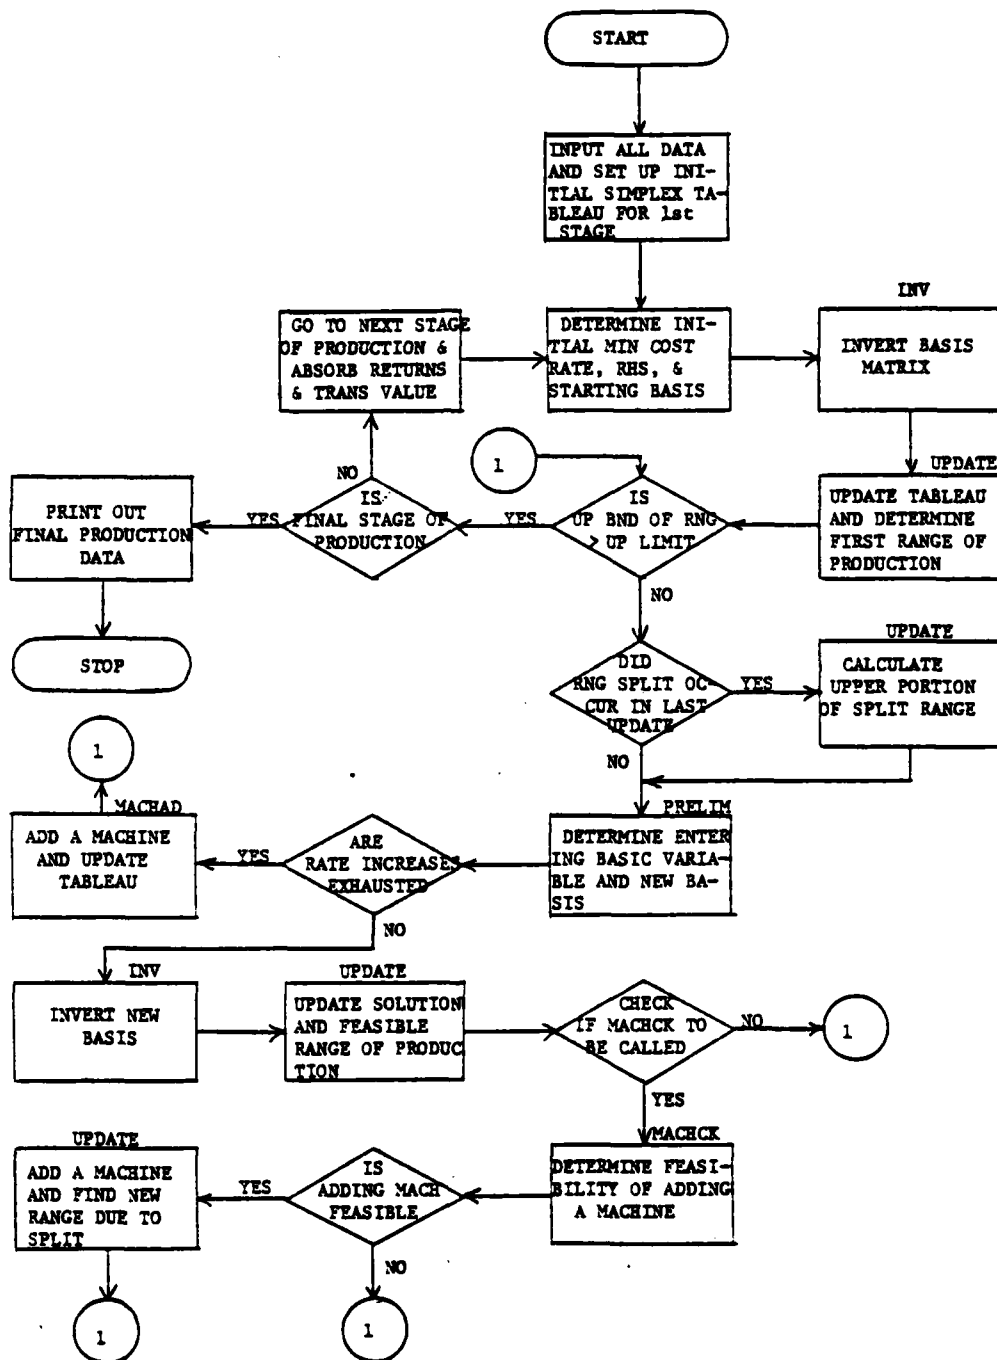 START
INPUT ALL DATA
AND SET UP INI-
TIAL SIMPLEX TA-
BLEAU FOR 1st
STAGE
INV
GO TO NEXT STAGE
OF PRODUCTION &
ABSORB RETURNS
& TRANS VALUE
DETERMINE INI-
TIAL MIN COST
RATE, RHS, &
STARTING BASIS
INVERT BASIS
MATRIX
NO
1
UPDATE
PRINT OUT
FINAL PRODUCTION
DATA
YES
IS
FINAL STAGE OF
PRODUCTION
YES
IS
UP BND OF RNG
> UP LIMIT
UPDATE TABLEAU
AND DETERMINE
FIRST RANGE OF
PRODUCTION
NO
STOP
DID
RNG SPLIT OC-
CUR IN LAST
UPDATE
YES
UPDATE
CALCULATE
UPPER PORTION
OF SPLIT RANGE
NO
1
MACHAD
PRELIM
ADD A MACHINE
AND UPDATE
TABLEAU
YES
ARE
RATE INCREASES
EXHAUSTED
DETERMINE ENTER
ING BASIC VARIA-
BLE AND NEW BA-
SIS
NO
INV
UPDATE
INVERT NEW
BASIS
UPDATE SOLUTION
AND FEASIBLE
RANGE OF PRODUC
TION
CHECK
IF MACHCK TO
BE CALLED
NO
1
YES
UPDATE
MACHCK
ADD A MACHINE
AND FIND NEW
RANGE DUE TO
SPLIT
YES
IS
ADDING MACH
FEASIBLE
DETERMINE FEASI-
BILITY OF ADDING
A MACHINE
NO
1
1